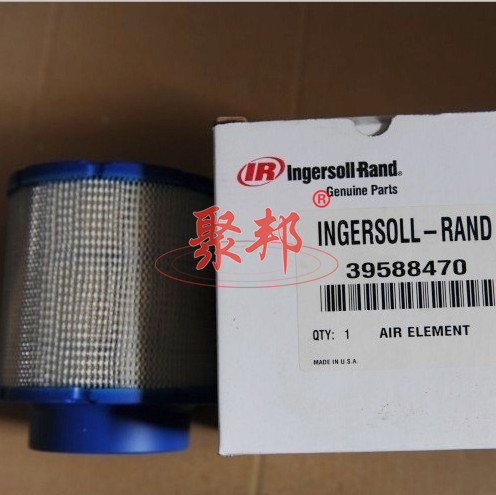 IR Ingersoll-Rand®
Genuine Parts
®
聚邦
INGERSOLL-RAND
39588470
QTY: 1 AIR ELEMENT
MADE IN U.S.A.